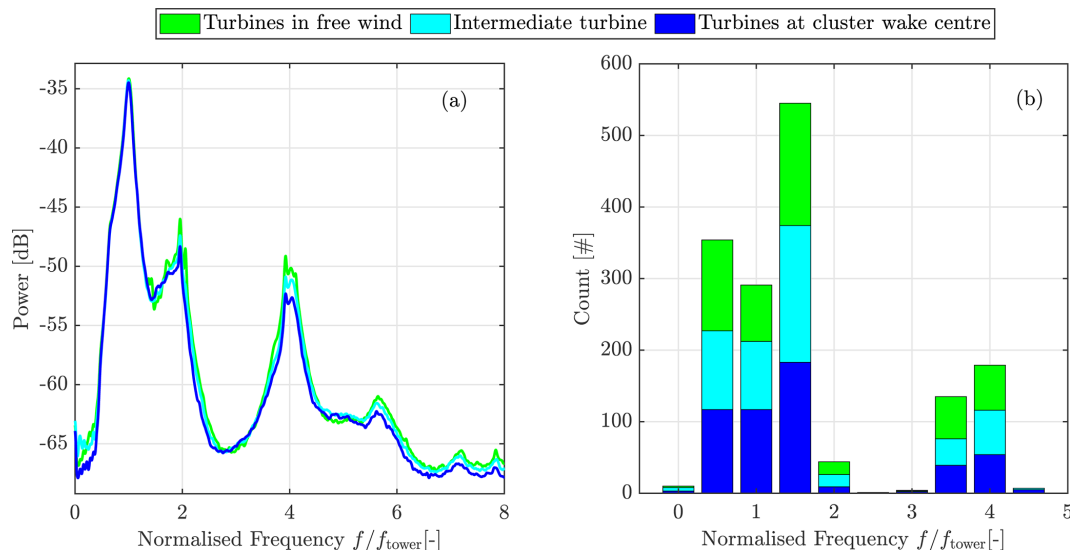 Turbines in free wind Intermediate turbine Turbines at cluster wake centre
(a)
-35
-40
-45
-50
-55
-60
-65
Power [dB]
0 2 4 6 8
Normalised Frequency f/f_tower[-]
(b)
600
500
400
300
200
100
0
Count [#]
0 1 2 3 4 5
Normalised Frequency f/f_tower[-]